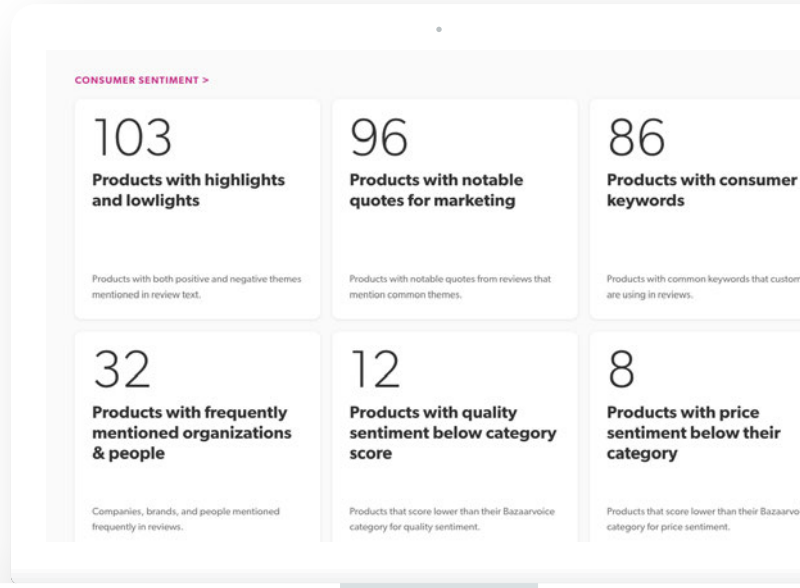 CONSUMER SENTIMENT >
103
Products with highlights
and lowlights
Products with both positive and negative themes
mentioned in review text.
96
Products with notable
quotes for marketing
Products with notable quotes from reviews that
mention common themes.
86
Products with consumer
keywords
Products with common keywords that
are using in reviews.
32
Products with frequently
mentioned organizations
& people
Companies, brands, and people mentioned
frequently in reviews.
12
Products with quality
sentiment below category
score
Products that score lower than their Bazaarvoice
category for quality sentiment.
8
Products with price
sentiment below their
category
Products that score lower than their
category for price sentiment.